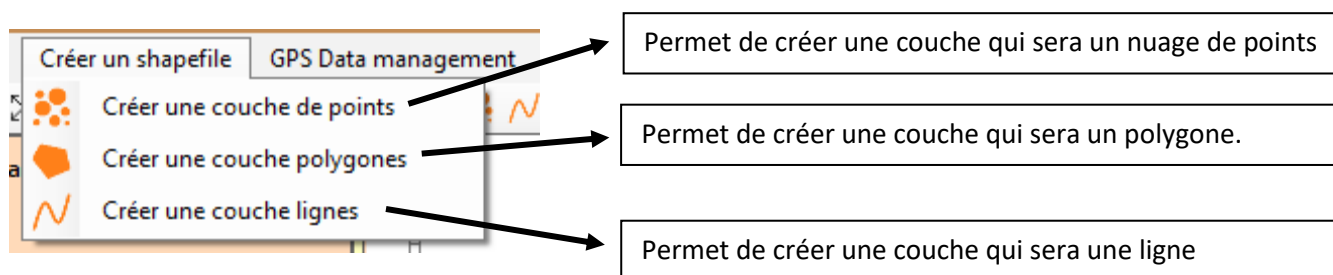 Créer un shapefile GPS Data management
Créer une couche de points
Créer une couche polygones
Créer une couche lignes
Permet de créer une couche qui sera un nuage de points
Permet de créer une couche qui sera un polygone.
Permet de créer une couche qui sera une ligne